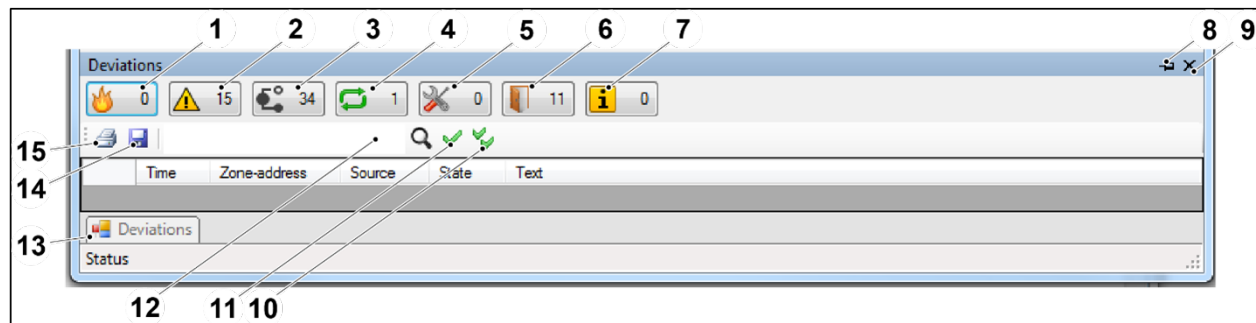 1 2 3 4 5 6 7 8 9
Deviations
0 15 34 1 0 11 0
15
Time Zone-address Source State Text
14
Deviations
13
Status
12 11 10